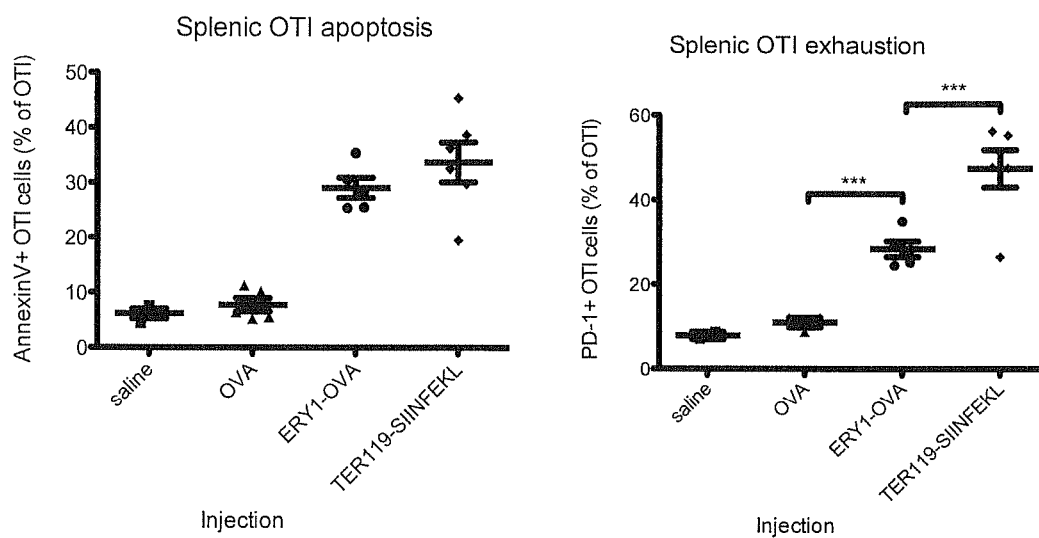 Splenic OTI apoptosis
AnnexinV+ OTI cells (% of OTI)
50
40
30
20
10
0
saline
OVA
ERY1-OVA
TER119-SIINFEKL
Injection
Splenic OTI exhaustion
PD-1+ OTI cells (% of OTI)
60
40
20
0
***
***
saline
OVA
ERY1-OVA
TER119-SIINFEKL
Injection